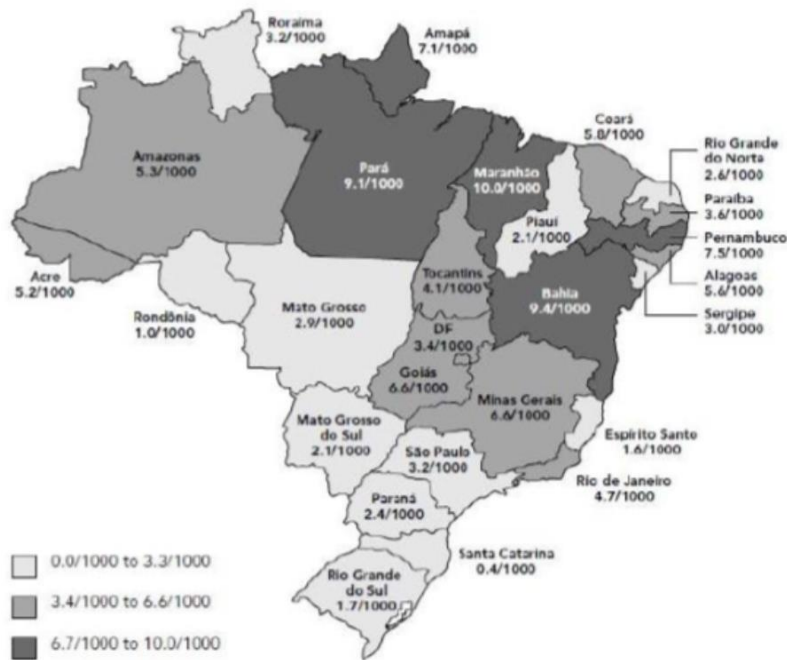 Roraima
3.2/1000
Amapá
7.1/1000
Ceará
5.8/1000
Rio Grande
do Norte
2.6/1000
Amazonas
5.3/1000
Pará
9.1/1000
Maranhão
10.0/1000
Paraíba
3.6/1000
Piauí
2.1/1000
Pernambuco
7.5/1000
Acre
5.2/1000
Tocantins
4.1/1000
Alagoas
5.6/1000
Rondônia
1.0/1000
Mato Grosso
2.9/1000
Bahia
9.4/1000
Sergipe
3.0/1000
DF
3.4/1000
Goiás
6.6/1000
Minas Gerais
6.6/1000
Mato Grosso
do Sul
2.1/1000
São Paulo
3.2/1000
Espírito Santo
1.6/1000
Rio de Janeiro
4.7/1000
Paraná
2.4/1000
Santa Catarina
0.4/1000
Rio Grande
do Sul
1.7/1000
0.0/1000 to 3.3/1000
3.4/1000 to 6.6/1000
6.7/1000 to 10.0/1000